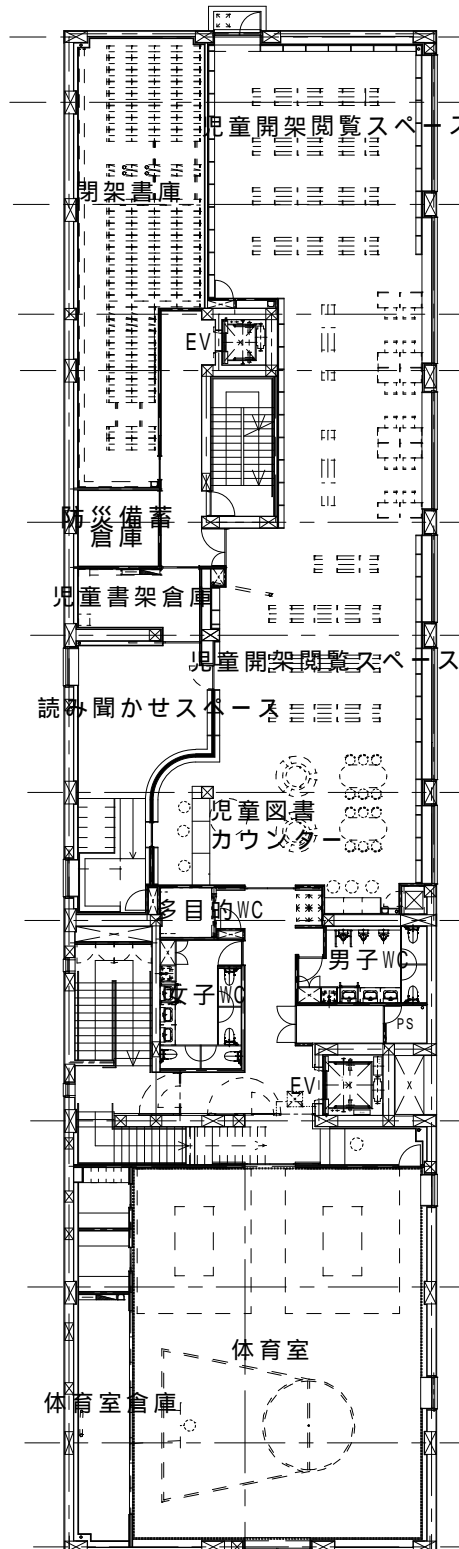 児童開架閲覧スペース
閉架書庫
EV
防災備蓄
倉庫
児童書架倉庫
児童開架閲覧スペース
読み聞かせスペース
児童図書
カウンター
多目的WC
男子WC
女子WC
PS
EV
体育室
体育室倉庫